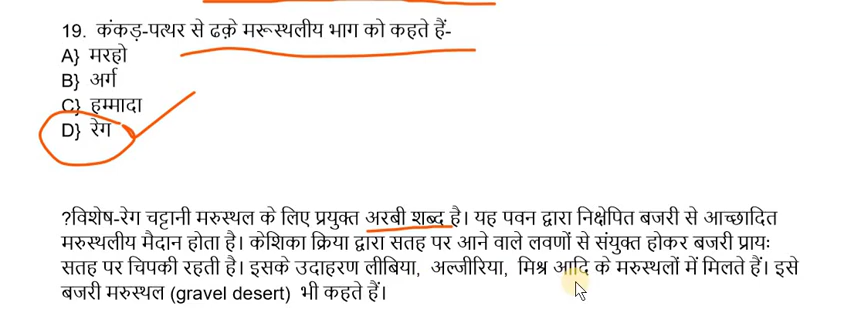 19. कंकड़-पत्थर से ढक़े मरूस्थलीय भाग को कहते हैं-
A} मरहो
B} अर्ग
C} हम्मादा
D} रेग
?विशेष-रेग चट्टानी मरुस्थल के लिए प्रयुक्त अरबी शब्द है। यह पवन द्वारा निक्षेपित बजरी से आच्छादित
मरुस्थलीय मैदान होता है। केशिका क्रिया द्वारा सतह पर आने वाले लवणों से संयुक्त होकर बजरी प्रायः
सतह पर चिपकी रहती है। इसके उदाहरण लीबिया, अल्जीरिया, मिश्र आदि के मरुस्थलों में मिलते हैं। इसे
बजरी मरुस्थल (gravel desert) भी कहते हैं।